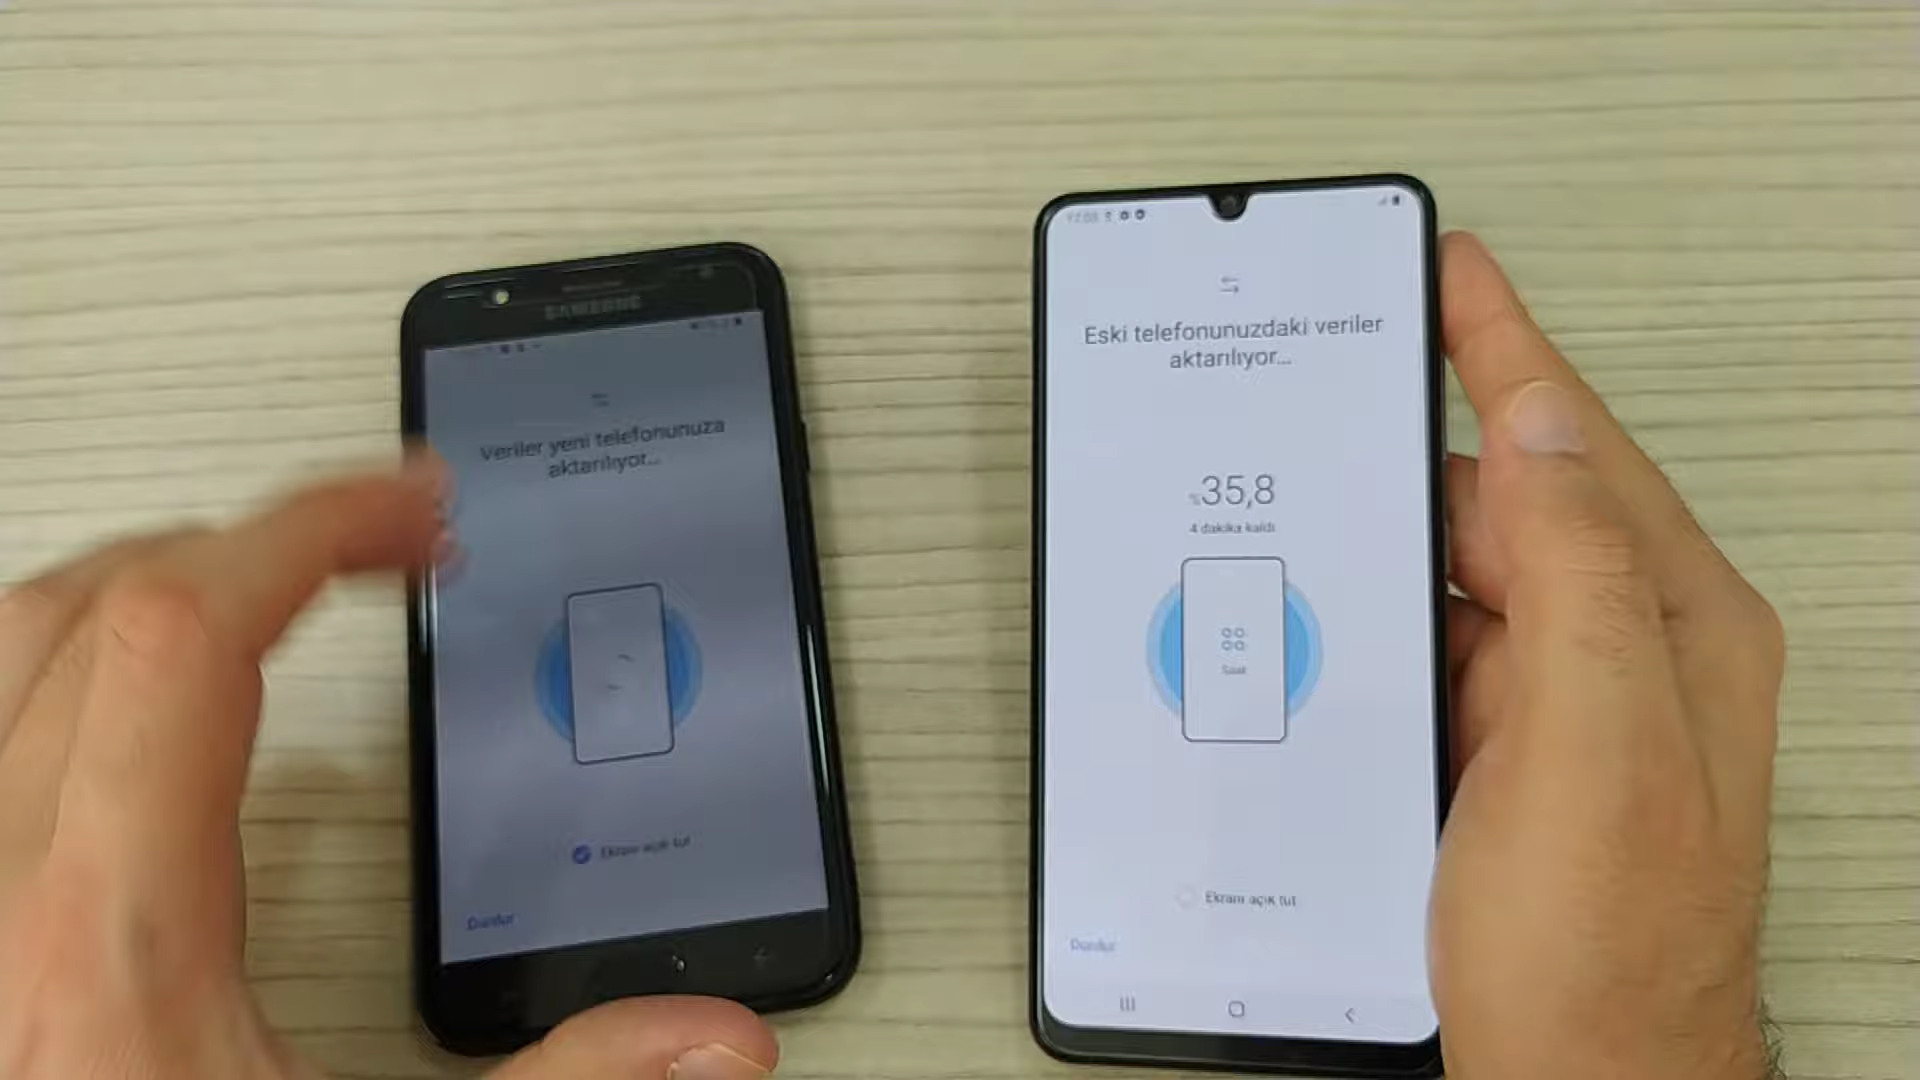 SAMSUNG
Veriler yeni telefonunuza
aktarılıyor...
Ekranı açık tut
Durdur
Eski telefonunuzdaki veriler
aktarılıyor...
%35,8
4 dakika kaldı
Saat
Ekranı açık tut
Durdur